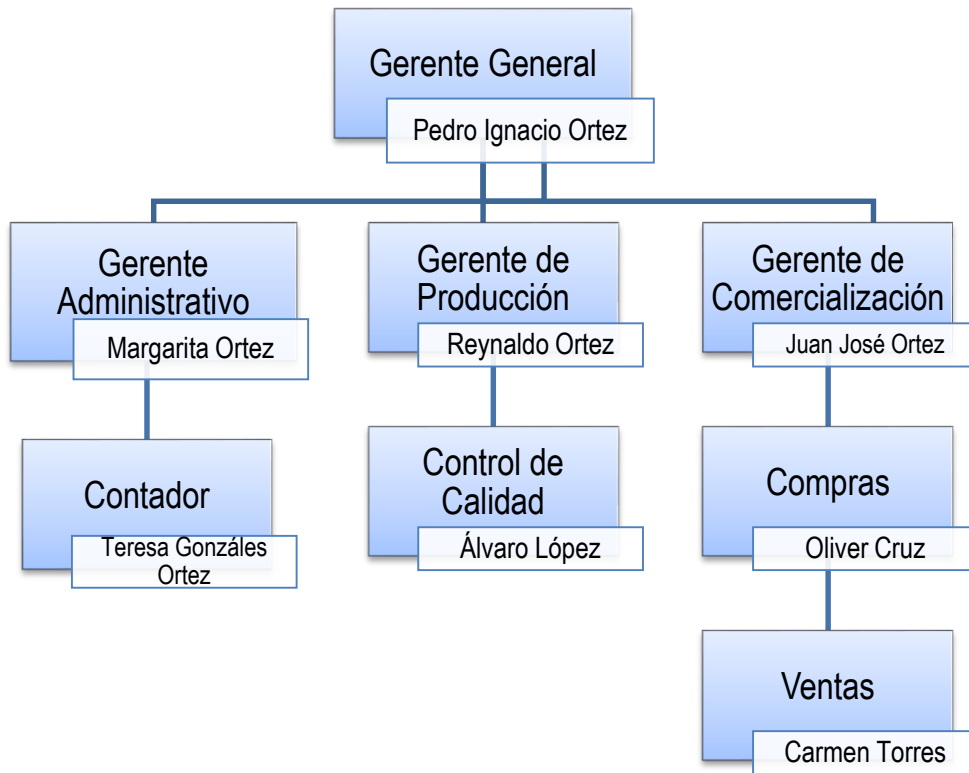 Gerente General
Pedro Ignacio Ortez
Gerente
Administrativo
Margarita Ortez
Gerente de
Producción
Reynaldo Ortez
Gerente de
Comercialización
Juan José Ortez
Contador
Teresa Gonzáles
Ortez
Control de
Calidad
Álvaro López
Compras
Oliver Cruz
Ventas
Carmen Torres